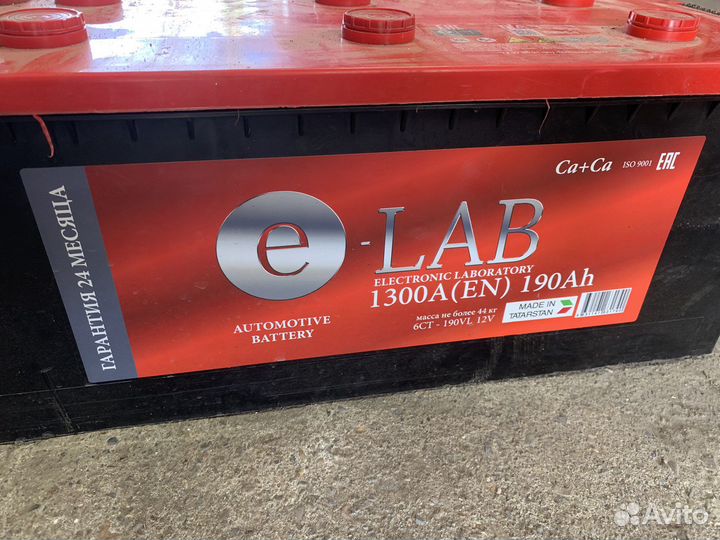 Ca+Ca ISO 9001 EAC
ГАРАНТИЯ 24 МЕСЯЦА
e-LAB
ELECTRONIC LABORATORY
1300A(EN) 190Ah
AUTOMOTIVE
BATTERY
масса не более 44 кг
6СТ - 190VL 12V
MADE IN
TATARSTAN
Avito